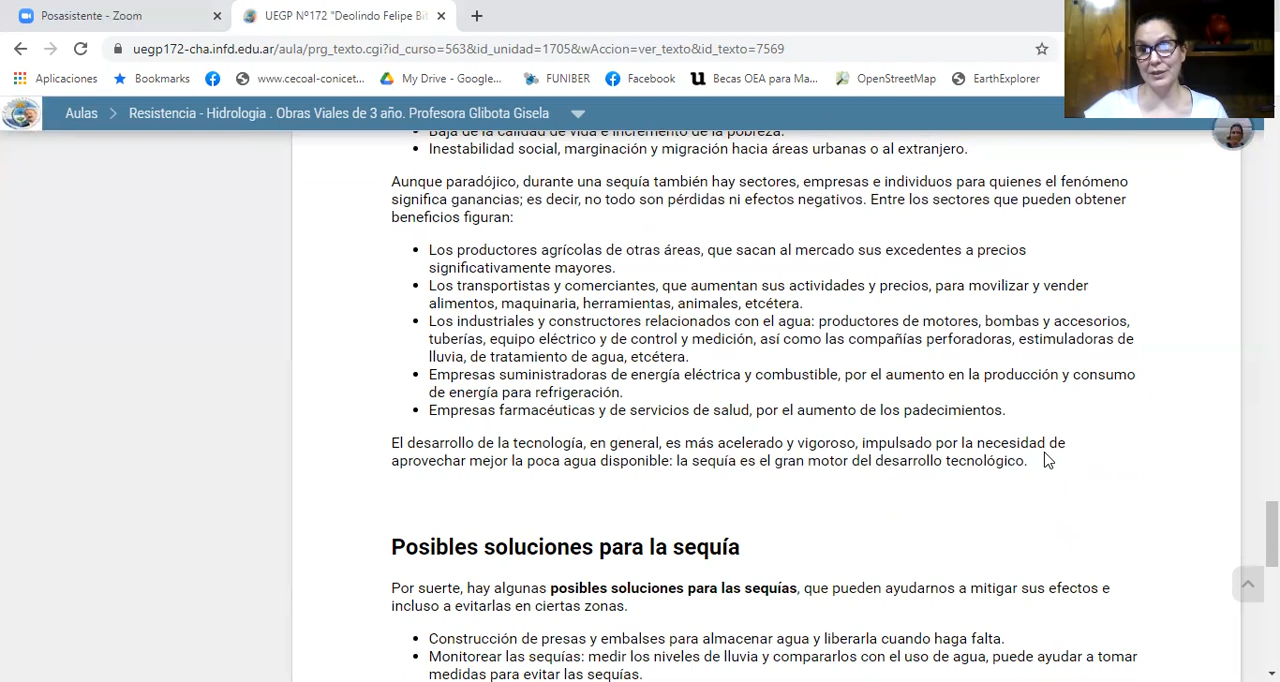 Posasistente - Zoom
UEGP Nº172 "Deolindo Felipe Bi
uegp172-cha.infd.edu.ar/aula/prg_texto.cgi?id_curso=563&id_unidad=1705&wAccion=ver_texto&id_texto=7569
Aplicaciones
Bookmarks
www.cecoal-conicet...
My Drive - Google...
FUNIBER
Facebook
Becas OEA para Ma...
OpenStreetMap
EarthExplorer
Aulas
Resistencia - Hidrologia . Obras Viales de 3 año. Profesora Glibota Gisela
Baja de la calidad de vida e incremento de la pobreza.
Inestabilidad social, marginación y migración hacia áreas urbanas o al extranjero.
Aunque paradójico, durante una sequía también hay sectores, empresas e individuos para quienes el fenómeno
significa ganancias; es decir, no todo son pérdidas ni efectos negativos. Entre los sectores que pueden obtener
beneficios figuran:
Los productores agrícolas de otras áreas, que sacan al mercado sus excedentes a precios
significativamente mayores.
Los transportistas y comerciantes, que aumentan sus actividades y precios, para movilizar y vender
alimentos, maquinaria, herramientas, animales, etcétera.
Los industriales y constructores relacionados con el agua: productores de motores, bombas y accesorios,
tuberías, equipo eléctrico y de control y medición, así como las compañías perforadoras, estimuladoras de
lluvia, de tratamiento de agua, etcétera.
Empresas suministradoras de energía eléctrica y combustible, por el aumento en la producción y consumo
de energía para refrigeración.
Empresas farmacéuticas y de servicios de salud, por el aumento de los padecimientos.
El desarrollo de la tecnología, en general, es más acelerado y vigoroso, impulsado por la necesidad de
aprovechar mejor la poca agua disponible: la sequía es el gran motor del desarrollo tecnológico.
Posibles soluciones para la sequía
Por suerte, hay algunas posibles soluciones para las sequías, que pueden ayudarnos a mitigar sus efectos e
incluso a evitarlas en ciertas zonas.
Construcción de presas y embalses para almacenar agua y liberarla cuando haga falta.
Monitorear las sequías: medir los niveles de lluvia y compararlos con el uso de agua, puede ayudar a tomar
medidas para evitar las sequías.